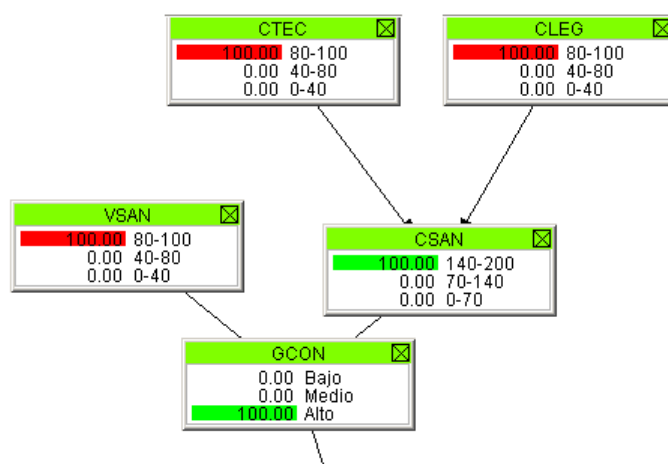 CTEC
100.00 80-100
0.00 40-80
0.00 0-40
CLEG
100.00 80-100
0.00 40-80
0.00 0-40
VSAN
100.00 80-100
0.00 40-80
0.00 0-40
CSAN
100.00 140-200
0.00 70-140
0.00 0-70
GCON
0.00 Bajo
0.00 Medio
100.00 Alto